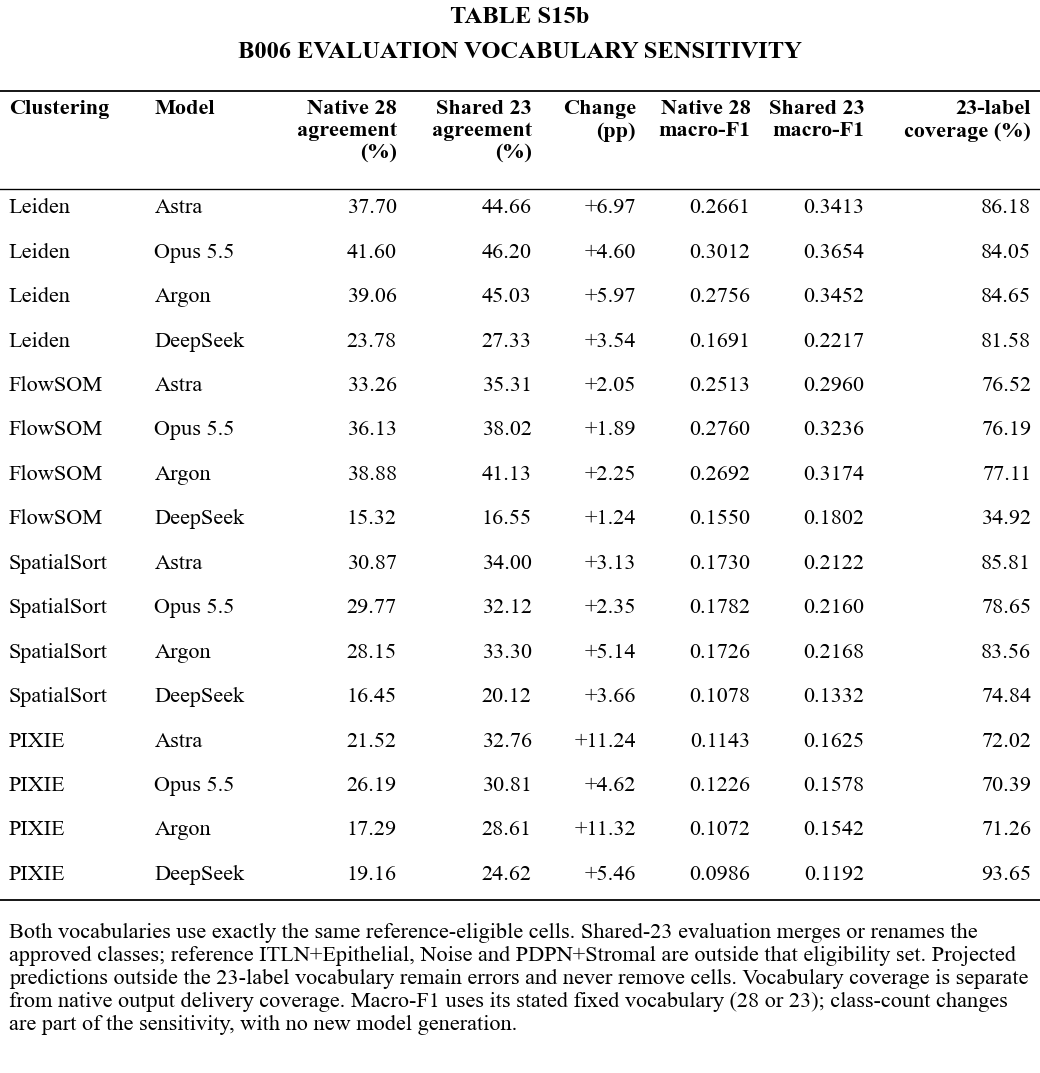 TABLE S15b
B006 EVALUATION VOCABULARY SENSITIVITY
Clustering Model Native 28 agreement (%) Shared 23 agreement (%) Change (pp) Native 28 macro-F1 Shared 23 macro-F1 23-label coverage (%)
Leiden Astra 37.70 44.66 +6.97 0.2661 0.3413 86.18
Leiden Opus 5.5 41.60 46.20 +4.60 0.3012 0.3654 84.05
Leiden Argon 39.06 45.03 +5.97 0.2756 0.3452 84.65
Leiden DeepSeek 23.78 27.33 +3.54 0.1691 0.2217 81.58
FlowSOM Astra 33.26 35.31 +2.05 0.2513 0.2960 76.52
FlowSOM Opus 5.5 36.13 38.02 +1.89 0.2760 0.3236 76.19
FlowSOM Argon 38.88 41.13 +2.25 0.2692 0.3174 77.11
FlowSOM DeepSeek 15.32 16.55 +1.24 0.1550 0.1802 34.92
SpatialSort Astra 30.87 34.00 +3.13 0.1730 0.2122 85.81
SpatialSort Opus 5.5 29.77 32.12 +2.35 0.1782 0.2160 78.65
SpatialSort Argon 28.15 33.30 +5.14 0.1726 0.2168 83.56
SpatialSort DeepSeek 16.45 20.12 +3.66 0.1078 0.1332 74.84
PIXIE Astra 21.52 32.76 +11.24 0.1143 0.1625 72.02
PIXIE Opus 5.5 26.19 30.81 +4.62 0.1226 0.1578 70.39
PIXIE Argon 17.29 28.61 +11.32 0.1072 0.1542 71.26
PIXIE DeepSeek 19.16 24.62 +5.46 0.0986 0.1192 93.65
Both vocabularies use exactly the same reference-eligible cells. Shared-23 evaluation merges or renames the
approved classes; reference ITLN+Epithelial, Noise and PDPN+Stromal are outside that eligibility set. Projected
predictions outside the 23-label vocabulary remain errors and never remove cells. Vocabulary coverage is separate
from native output delivery coverage. Macro-F1 uses its stated fixed vocabulary (28 or 23); class-count changes
are part of the sensitivity, with no new model generation.